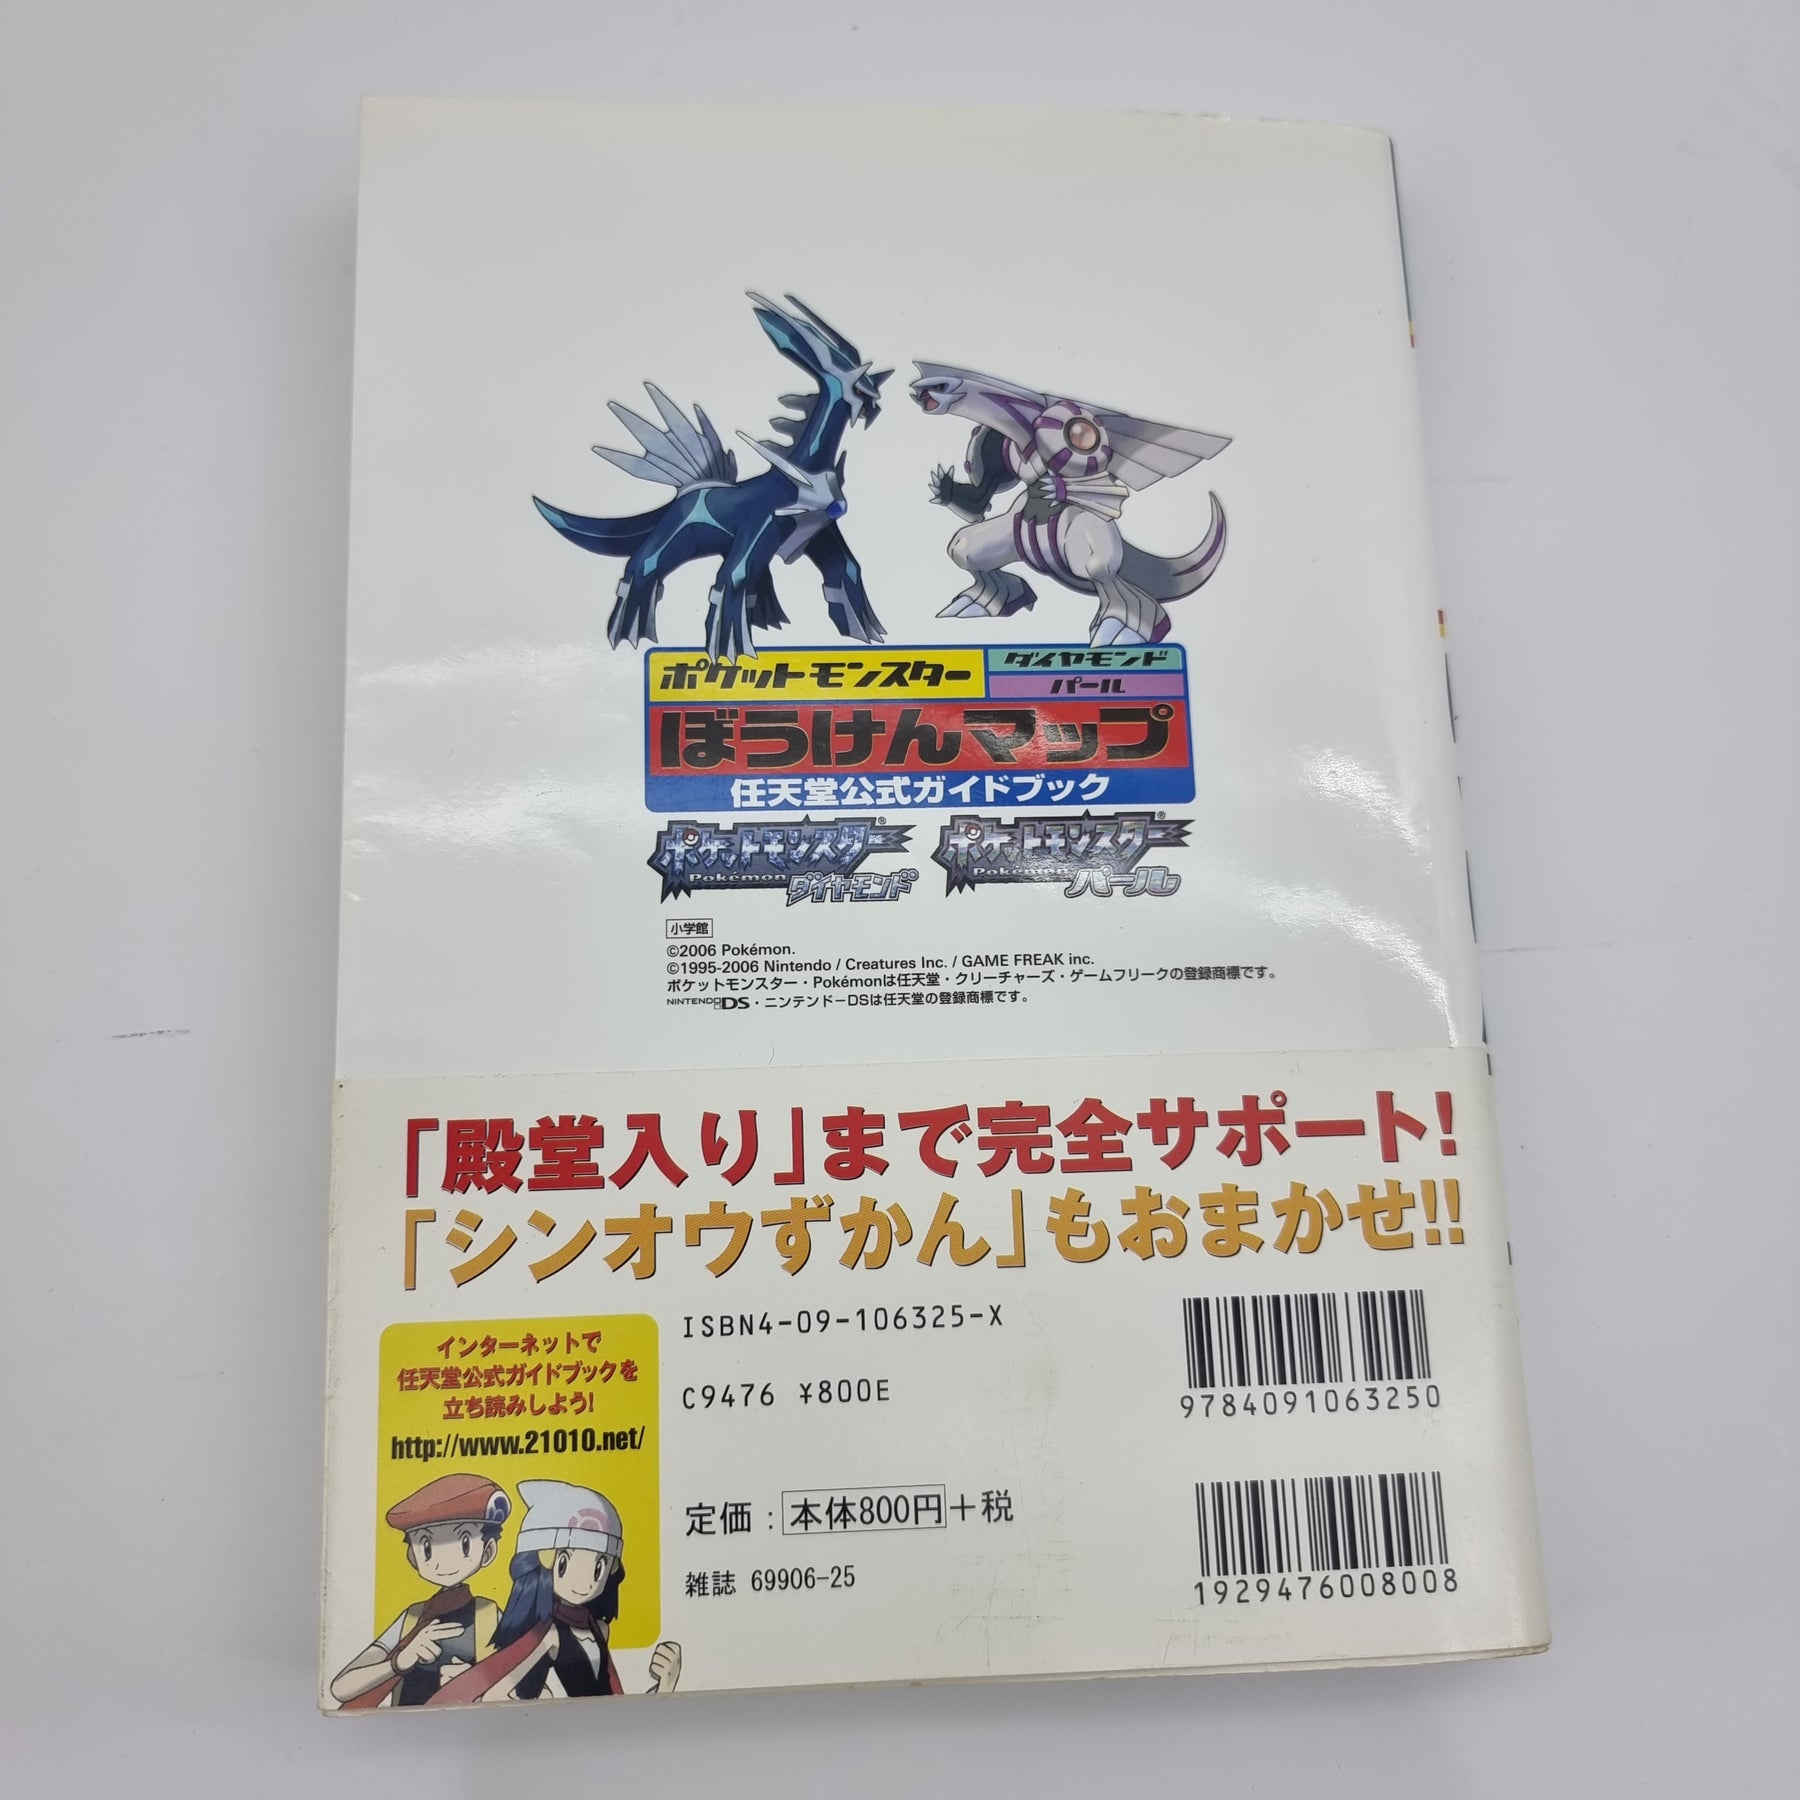 ポケットモンスター
ダイヤモンド
パール
ぼうけんマップ
任天堂公式ガイドブック
ポケットモンスター®
Pokémon
ダイヤモンド
ポケットモンスター®
Pokémon
パール
小学館
©2006 Pokémon.
©1995-2006 Nintendo / Creatures Inc. / GAME FREAK inc.
ポケットモンスター・Pokémonは任天堂・クリーチャーズ・ゲームフリークの登録商標です。
NINTENDO DS・ニンテンドーDSは任天堂の登録商標です。
「殿堂入り」まで完全サポート!
「シンオウずかん」もおまかせ!!
インターネットで
任天堂公式ガイドブックを
立ち読みしよう!
http://www.21010.net/
ISBN4-09-106325-X
C9476 ¥800E
定価:本体800円+税
雑誌 69906-25
9784091063250
1929476008008